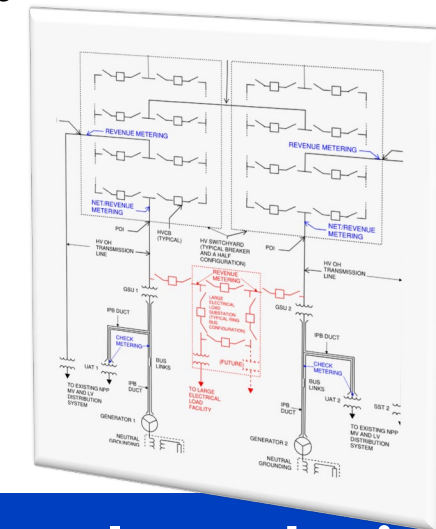 REVENUE METERING
REVENUE METERING
NET/REVENUE
METERING
NET/REVENUE
METERING
POI
HVCB
(TYPICAL)
HV SWITCHYARD
(TYPICAL BREAKER
AND A HALF
CONFIGURATION)
POI
HV OH
TRANSMISSION
LINE
HV OH
TRANSMISSION
LINE
REVENUE
METERING
GSU 1
LARGE
ELECTRICAL
LOAD
SUBSTATION
(TYPICAL RING
BUS
CONFIGURATION)
GSU 2
IPB DUCT
IPB DUCT
CHECK
METERING
(FUTURE)
CHECK
METERING
UAT 1
BUS
LINKS
BUS
LINKS
TO EXISTING NPP
MV AND LV
DISTRIBUTION
SYSTEM
IPB
DUCT
TO LARGE
ELECTRICAL
LOAD
FACILITY
IPB
DUCT
UAT 2
SST 2
GENERATOR 1
GENERATOR 2
TO EXISTING NPP
MV AND LV
DISTRIBUTION
SYSTEM
NEUTRAL
GROUNDING
NEUTRAL
GROUNDING